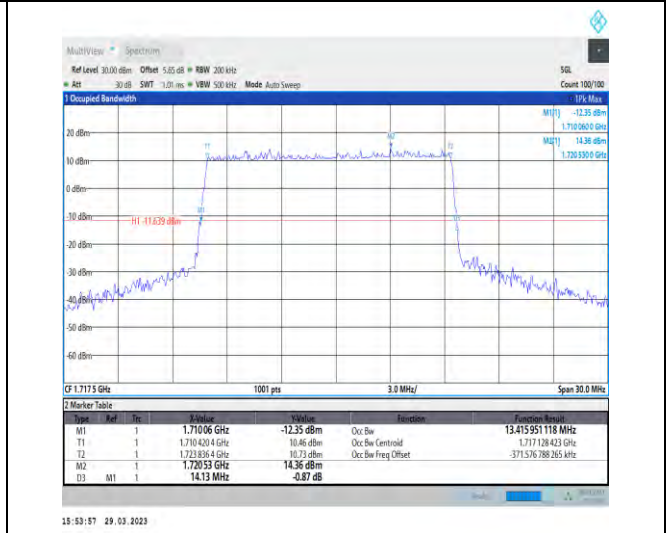 MultiView Spectrum
Ref Level 30.00 dBm Offset 5.85 dB RBW 200 kHz SGL
Att 30 dB SWT 1.01 ms VBW 500 kHz Mode Auto Sweep Count 100/100
1 Occupied Bandwidth 1Pk Max
M1[1] -12.35 dBm
1.710 060 0 GHz
M2[1] 14.36 dBm
1.720 530 0 GHz
20 dBm
M2
T1 T2
10 dBm
0 dBm
M1
-10 dBm
H1 -11.639 dBm
-20 dBm
-30 dBm
-40 dBm
-50 dBm
-60 dBm
CF 1.717 5 GHz 1001 pts 3.0 MHz/ Span 30.0 MHz
2 Marker Table
Type Ref Trc X-Value Y-Value Function Function Result
M1 1 1.710 06 GHz -12.35 dBm Occ Bw 13.415 951 118 MHz
T1 1 1.710 420 4 GHz 10.46 dBm Occ Bw Centroid 1.717 128 423 GHz
T2 1 1.723 836 4 GHz 10.73 dBm Occ Bw Freq Offset -371.576 788 265 kHz
M2 1 1.720 53 GHz 14.36 dBm
D3 M1 1 14.13 MHz -0.87 dB
15:53:57 29.03.2023